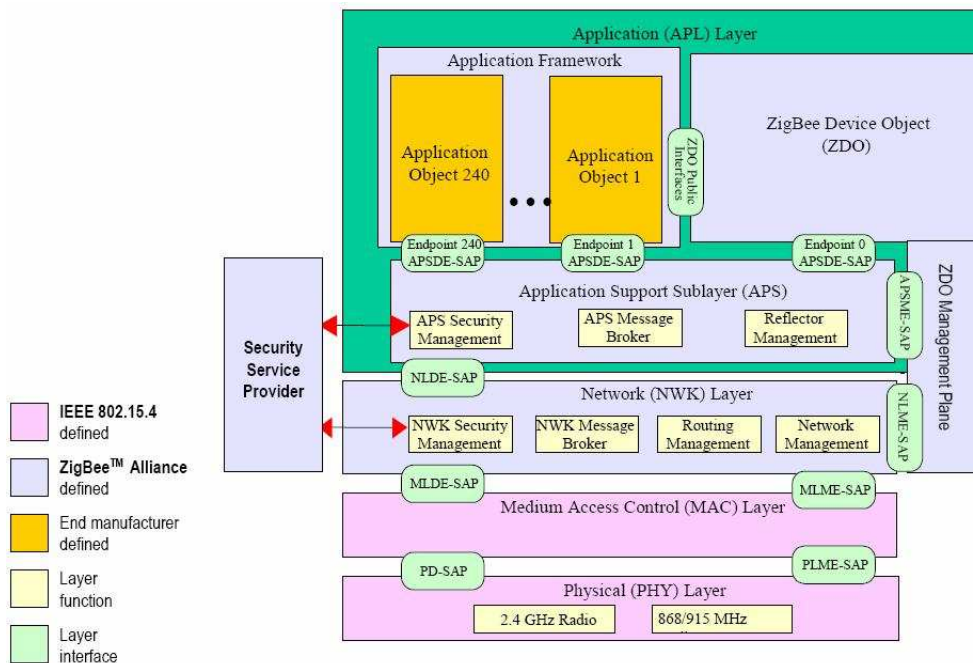 Application (APL) Layer
Application Framework
Application
Object 240
• • •
Application
Object 1
ZDO Public
Interfaces
ZigBee Device Object
(ZDO)
Endpoint 240
APSDE-SAP
Endpoint 1
APSDE-SAP
Endpoint 0
APSDE-SAP
Application Support Sublayer (APS)
APS Security
Management
APS Message
Broker
Reflector
Management
APSME-SAP
ZDO Management Plane
Security
Service
Provider
NLDE-SAP
Network (NWK) Layer
NWK Security
Management
NWK Message
Broker
Routing
Management
Network
Management
NLME-SAP
MLDE-SAP
MLME-SAP
Medium Access Control (MAC) Layer
PD-SAP
PLME-SAP
Physical (PHY) Layer
2.4 GHz Radio
868/915 MHz
IEEE 802.15.4
defined
ZigBee™ Alliance
defined
End manufacturer
defined
Layer
function
Layer
interface